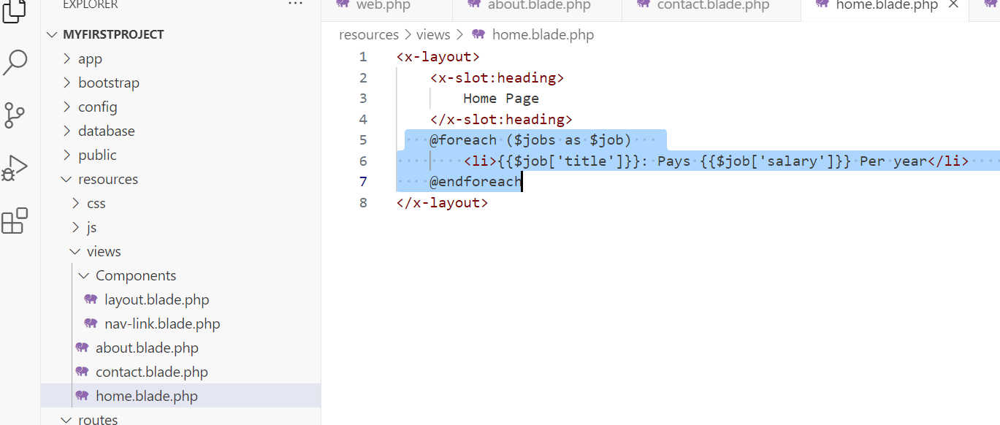 EXPLORER
MYFIRSTPROJECT
app
bootstrap
config
database
public
resources
css
js
views
Components
layout.blade.php
nav-link.blade.php
about.blade.php
contact.blade.php
home.blade.php
routes
web.php
about.blade.php
contact.blade.php
home.blade.php
resources > views > home.blade.php
1 <x-layout>
2 <x-slot:heading>
3 Home Page
4 </x-slot:heading>
5 @foreach ($jobs as $job)
6 <li>{{$job['title']}}: Pays {{$job['salary']}} Per year</li>
7 @endforeach
8 </x-layout>